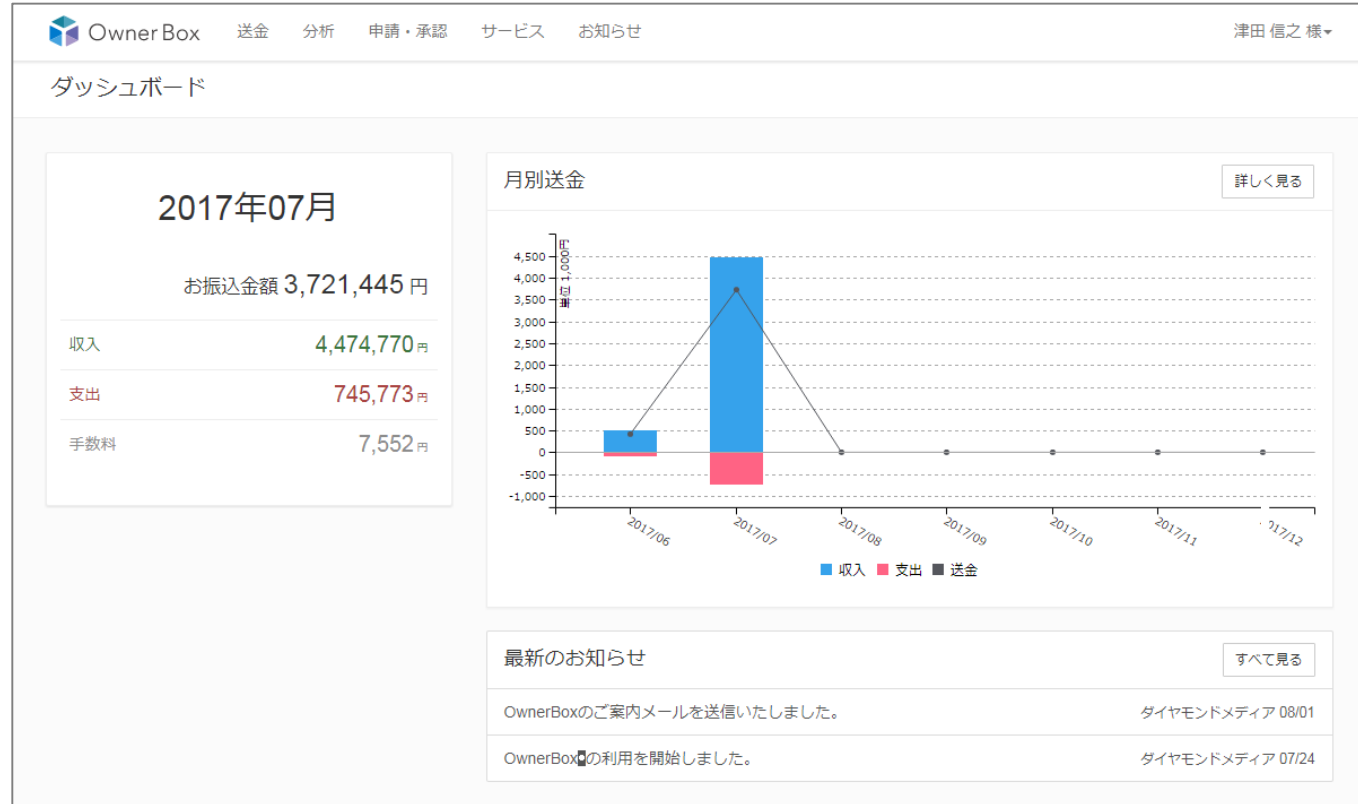 OwnerBox 送金 分析 申請・承認 サービス お知らせ 津田 信之 様
ダッシュボード
2017年07月
お振込金額 3,721,445 円
収入 4,474,770 円
支出 745,773 円
手数料 7,552 円
月別送金 詳しく見る
単位 1,000円
4,500
4,000
3,500
3,000
2,500
2,000
1,500
1,000
500
0
-500
-1,000
2017/06 2017/07 2017/08 2017/09 2017/10 2017/11 2017/12
収入 支出 送金
最新のお知らせ すべて見る
OwnerBoxのご案内メールを送信いたしました。 ダイヤモンドメディア 08/01
OwnerBoxの利用を開始しました。 ダイヤモンドメディア 07/24